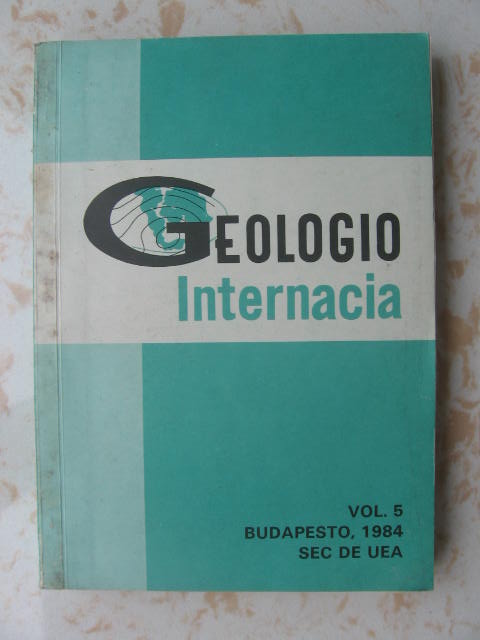 GEOLOGIO
Internacia
VOL. 5
BUDAPESTO, 1984
SEC DE UEA